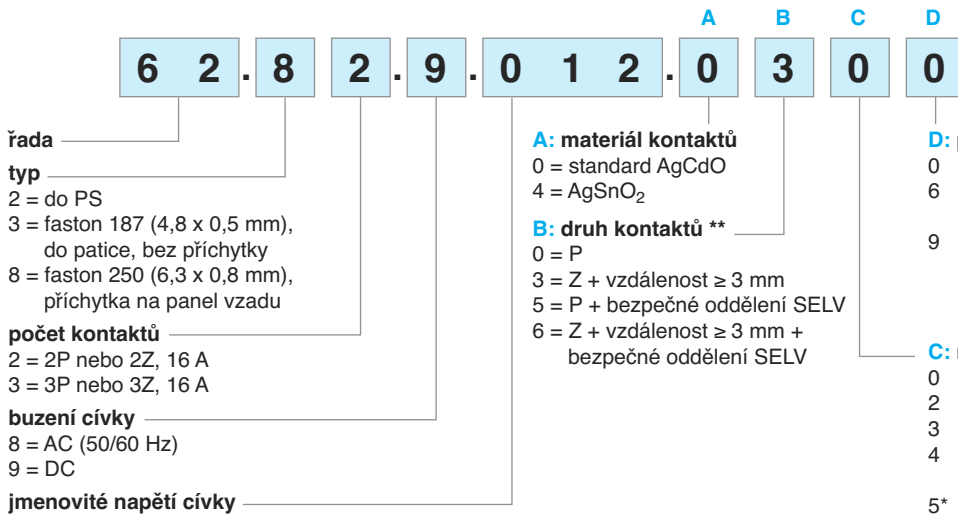 A B C D
6 2 . 8 2 . 9 . 0 1 2 . 0 3 0 0
řada
typ
2 = do PS
3 = faston 187 (4,8 x 0,5 mm),
do patice, bez příchytky
8 = faston 250 (6,3 x 0,8 mm),
příchytka na panel vzadu
počet kontaktů
2 = 2P nebo 2Z, 16 A
3 = 3P nebo 3Z, 16 A
buzení cívky
8 = AC (50/60 Hz)
9 = DC
jmenovité napětí cívky
A: materiál kontaktů
0 = standard AgCdO
4 = AgSnO2
B: druh kontaktů **
0 = P
3 = Z + vzdálenost ≥ 3 mm
5 = P + bezpečné oddělení SELV
6 = Z + vzdálenost ≥ 3 mm +
bezpečné oddělení SELV
D:
0
6
9
C:
0
2
3
4
5*